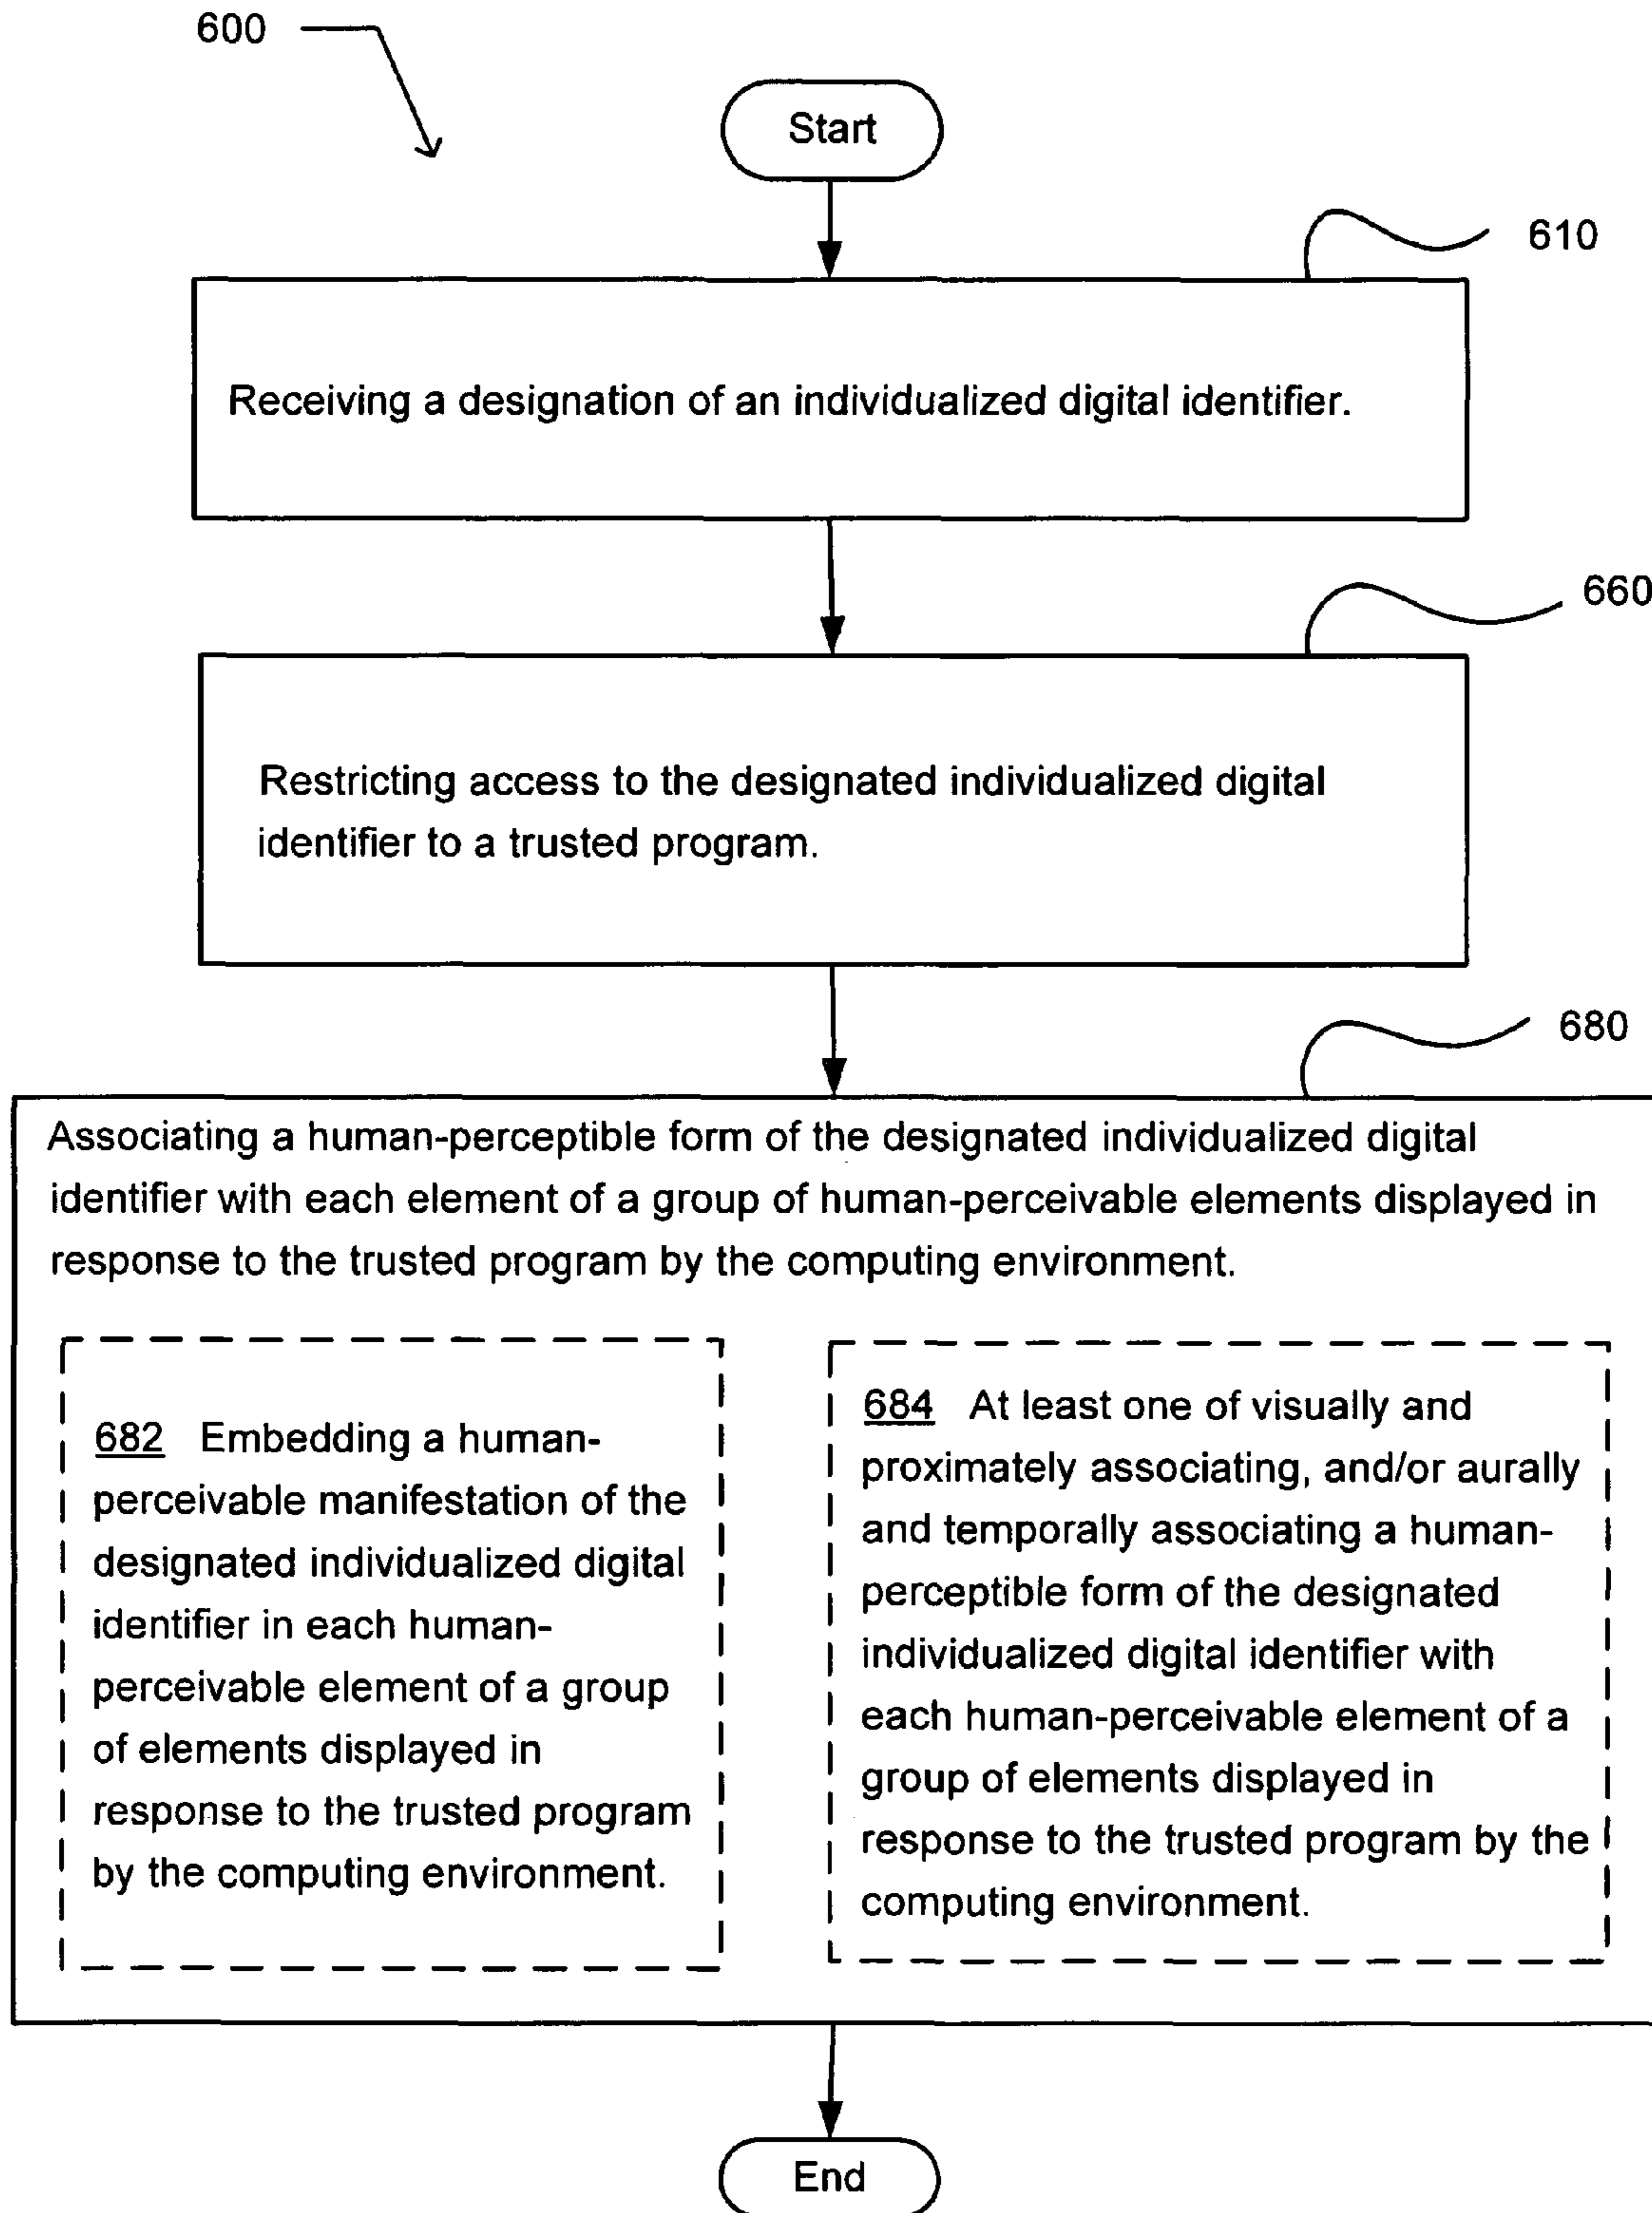 600
Start
610
Receiving a designation of an individualized digital identifier.
660
Restricting access to the designated individualized digital
identifier to a trusted program.
680
Associating a human-perceptible form of the designated individualized digital
identifier with each element of a group of human-perceivable elements displayed in
response to the trusted program by the computing environment.
682 Embedding a human-
perceivable manifestation of the
designated individualized digital
identifier in each human-
perceivable element of a group
of elements displayed in
response to the trusted program
by the computing environment.
684 At least one of visually and
proximately associating, and/or aurally
and temporally associating a human-
perceptible form of the designated
individualized digital identifier with
each human-perceivable element of a
group of elements displayed in
response to the trusted program by the
computing environment.
End